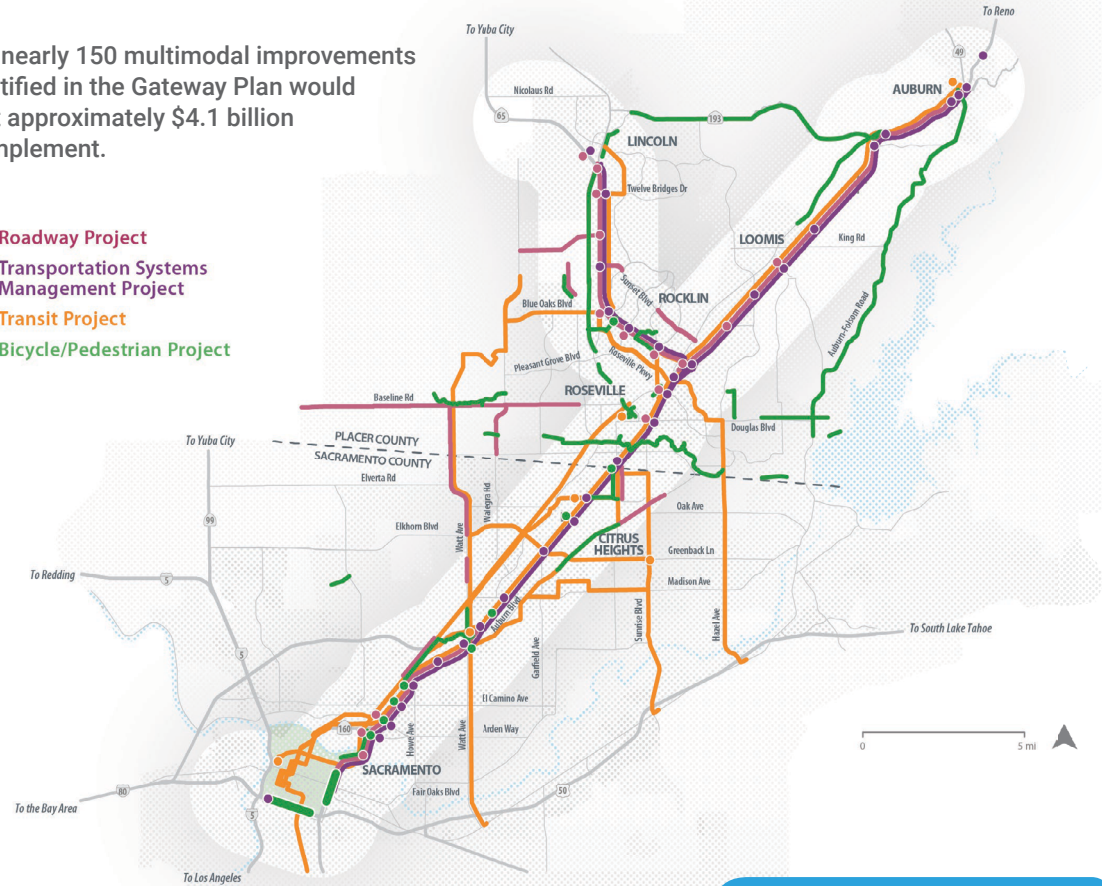 nearly 150 multimodal improvements
tified in the Gateway Plan would
t approximately $4.1 billion
mplement.
Roadway Project
Transportation Systems
Management Project
Transit Project
Bicycle/Pedestrian Project
To Yuba City
To Reno
49
AUBURN
Nicolaus Rd
65
193
LINCOLN
Twelve Bridges Dr
LOOMIS
King Rd
Sunset Blvd
ROCKLIN
Blue Oaks Blvd
Auburn-Folsom Road
Pleasant Grove Blvd
Roseville Pkwy
ROSEVILLE
Baseline Rd
Douglas Blvd
To Yuba City
PLACER COUNTY
SACRAMENTO COUNTY
Elverta Rd
Walegra Rd
Oak Ave
99
Elkhorn Blvd
Watt Ave
CITRUS
HEIGHTS
Greenback Ln
To Redding
5
Madison Ave
Auburn Blvd
Sunrise Blvd
Hazel Ave
To South Lake Tahoe
Garfield Ave
5
El Camino Ave
160
Howe Ave
Watt Ave
Arden Way
0
5 mi
SACRAMENTO
80
Fair Oaks Blvd
50
To the Bay Area
5
To Los Angeles